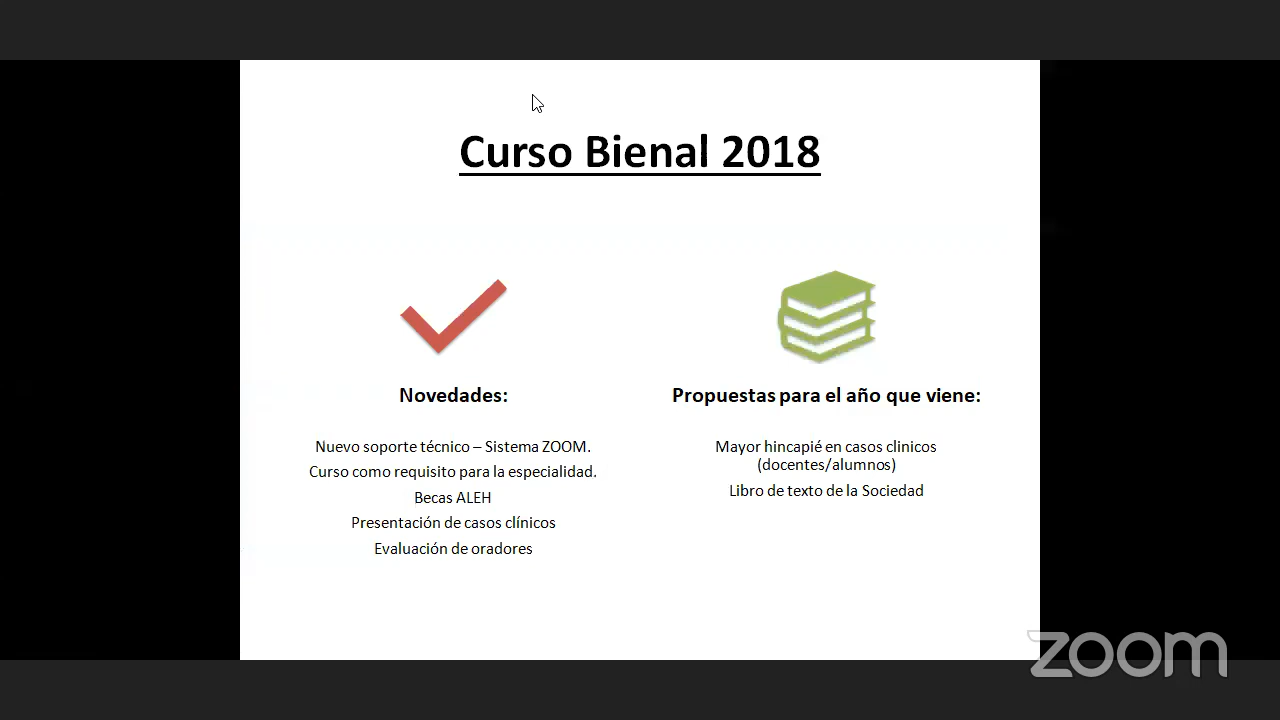 Curso Bienal 2018
Novedades:
Nuevo soporte técnico – Sistema ZOOM.
Curso como requisito para la especialidad.
Becas ALEH
Presentación de casos clínicos
Evaluación de oradores
Propuestas para el año que viene:
Mayor hincapié en casos clinicos
(docentes/alumnos)
Libro de texto de la Sociedad
zoom